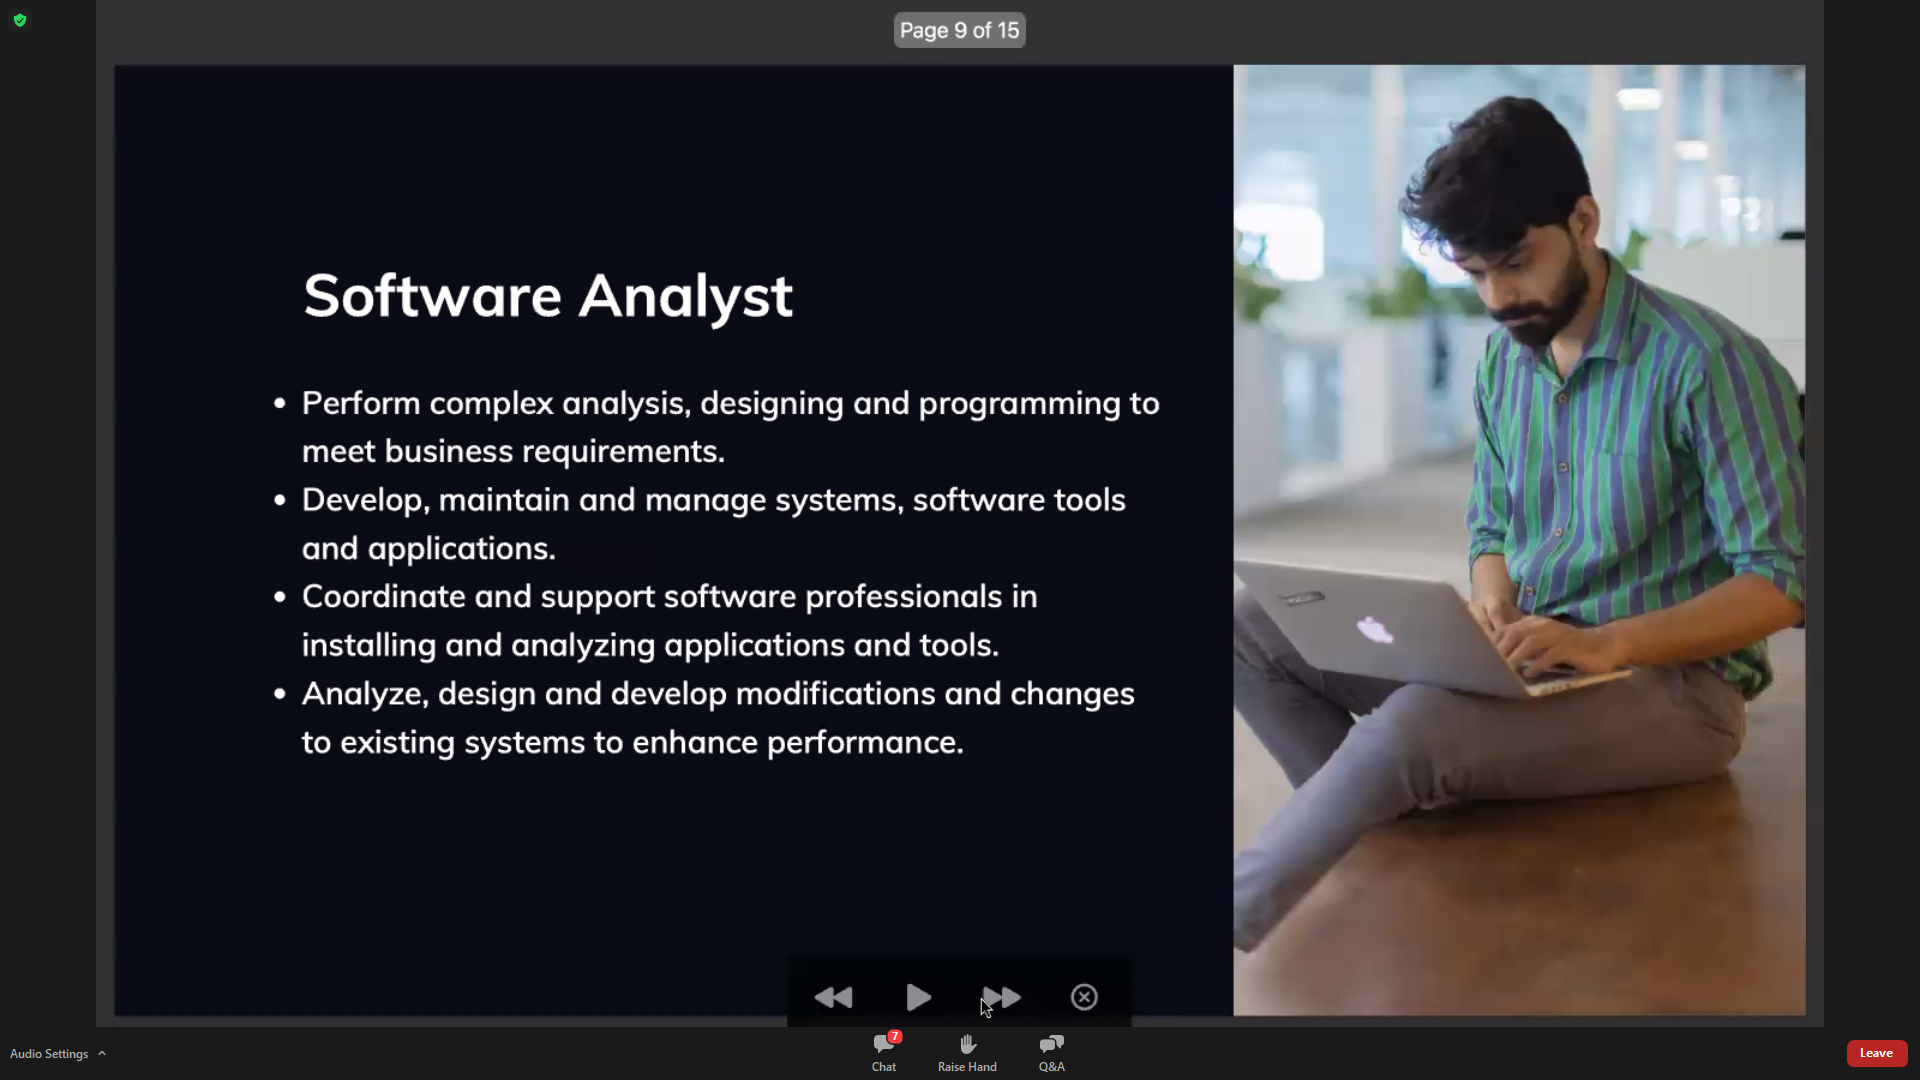 Page 9 of 15
Software Analyst
• Perform complex analysis, designing and programming to
meet business requirements.
• Develop, maintain and manage systems, software tools
and applications.
• Coordinate and support software professionals in
installing and analyzing applications and tools.
• Analyze, design and develop modifications and changes
to existing systems to enhance performance.
Audio Settings
7
Chat
Raise Hand
Q&A
Leave